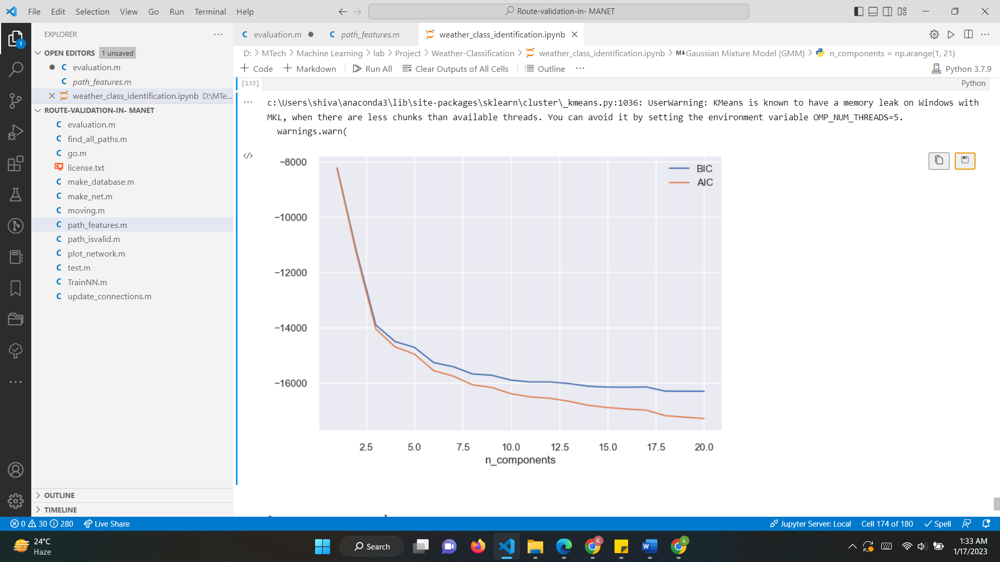 File Edit Selection View Go Run Terminal Help
Route-validation-in- MANET
EXPLORER
OPEN EDITORS 1 unsaved
evaluation.m
path_features.m
weather_class_identification.ipynb D:\MTe...
ROUTE-VALIDATION-IN- MANET
evaluation.m
find_all_paths.m
go.m
license.txt
make_database.m
make_net.m
moving.m
path_features.m
path_isvalid.m
plot_network.m
test.m
TrainNN.m
update_connections.m
OUTLINE
TIMELINE
evaluation.m path_features.m weather_class_identification.ipynb
D: > MTech > Machine Learning > lab > Project > Weather-Classification > weather_class_identification.ipynb > M↓Gaussian Mixture Model (GMM) > n_components = np.arange(1, 21)
+ Code + Markdown Run All Clear Outputs of All Cells Outline ... Python 3.7.9
[133] Python
c:\Users\shiva\anaconda3\lib\site-packages\sklearn\cluster\_kmeans.py:1036: UserWarning: KMeans is known to have a memory leak on Windows with
MKL, when there are less chunks than available threads. You can avoid it by setting the environment variable OMP_NUM_THREADS=5.
warnings.warn(
BIC
AIC
−8000
−10000
−12000
−14000
−16000
2.5 5.0 7.5 10.0 12.5 15.0 17.5 20.0
n_components
0 30 280 Live Share Jupyter Server: Local Cell 174 of 180 Spell
24°C
Haze
Search
1:33 AM
1/17/2023